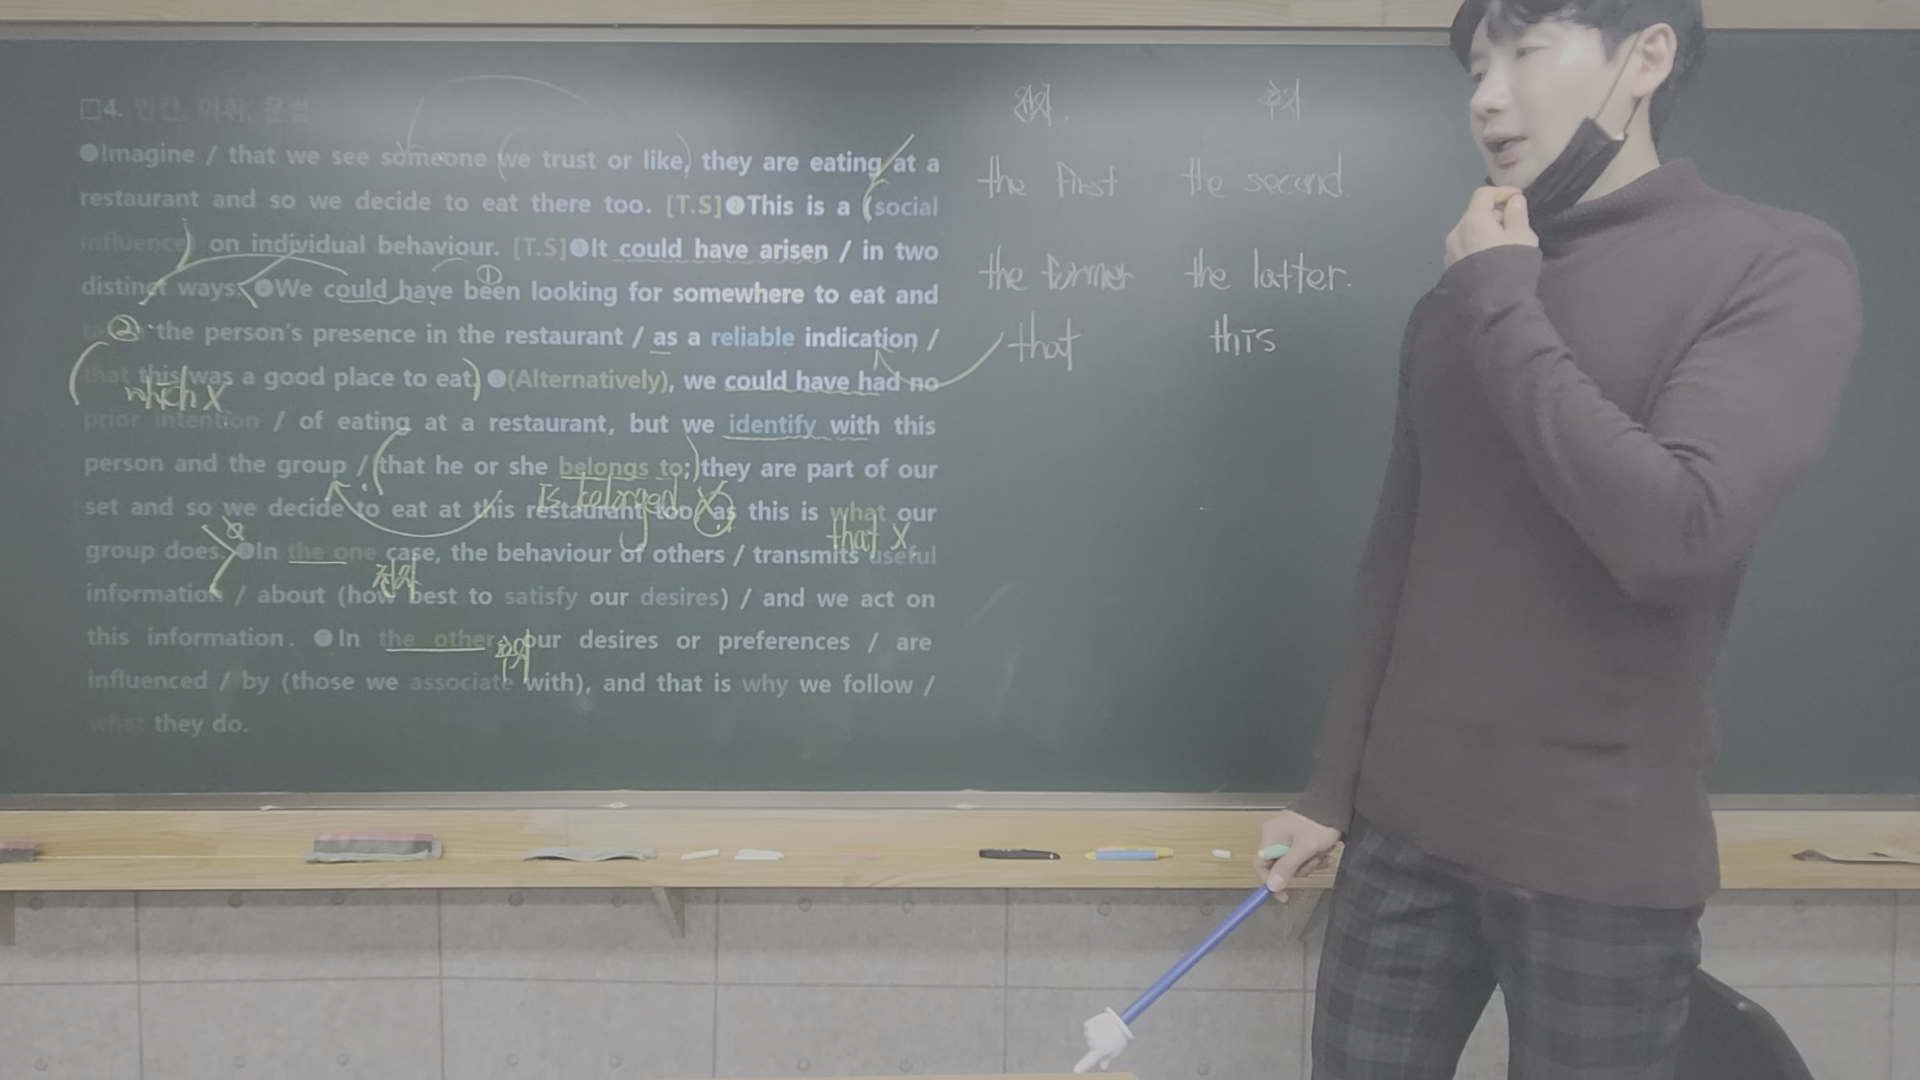 □4. 빈칸, 어휘, 문법
●Imagine / that we see someone (we trust or like,) they are eating at a
restaurant and so we decide to eat there too. [T.S]❷This is a (social
influence) on individual behaviour. [T.S]❸It could have arisen / in two
distinct ways: ❹We could have been looking for somewhere to eat and
①
② the person's presence in the restaurant / as a reliable indication /
(that this was a good place to eat.) ❺(Alternatively), we could have had no
which X
prior intention / of eating at a restaurant, but we identify with this
person and the group / (that he or she belongs to;) they are part of our
is belonged X
set and so we decide to eat at this restaurant too as this is what our
that X
group does. ●In the one case, the behaviour of others / transmits useful
전자
information / about (how best to satisfy our desires) / and we act on
this information. ●In the other, our desires or preferences / are
후자
influenced / by (those we associate with), and that is why we follow /
what they do.
전자. 후자
the first the second.
the former the latter.
that this